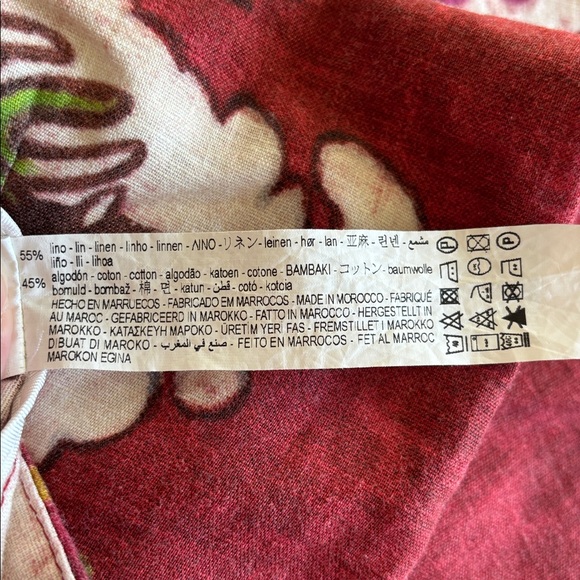 55% lino - lin - linen - linho - linnen - ΛΙΝΟ - リネン - leinen - hør - lan - 亚麻 - 린넨 - مشمع -
liño - lli - lihoa
45% algodón - coton - cotton - algodão - katoen - cotone - BAMBAKI - コットン - baumwolle
bomuld - bombaž - 棉 - 면 - katun - قطن - cotó - kotoia
HECHO EN MARRUECOS - FABRICADO EM MARROCOS - MADE IN MOROCCO - FABRIQUÉ
AU MAROC - GEFABRICEERD IN MAROKKO - FATTO IN MAROCCO - HERGESTELLT IN
MAROKKO - ΚΑΤΑΣΚΕΥΗ ΜΑΡΟΚΟ - ÜRETİM YERİ FAS - FREMSTILLET I MAROKKO
DIBUAT DI MAROKO - صنع في المغرب - FEITO EN MARROCOS - FET AL MARROC
MAROKON EGINA